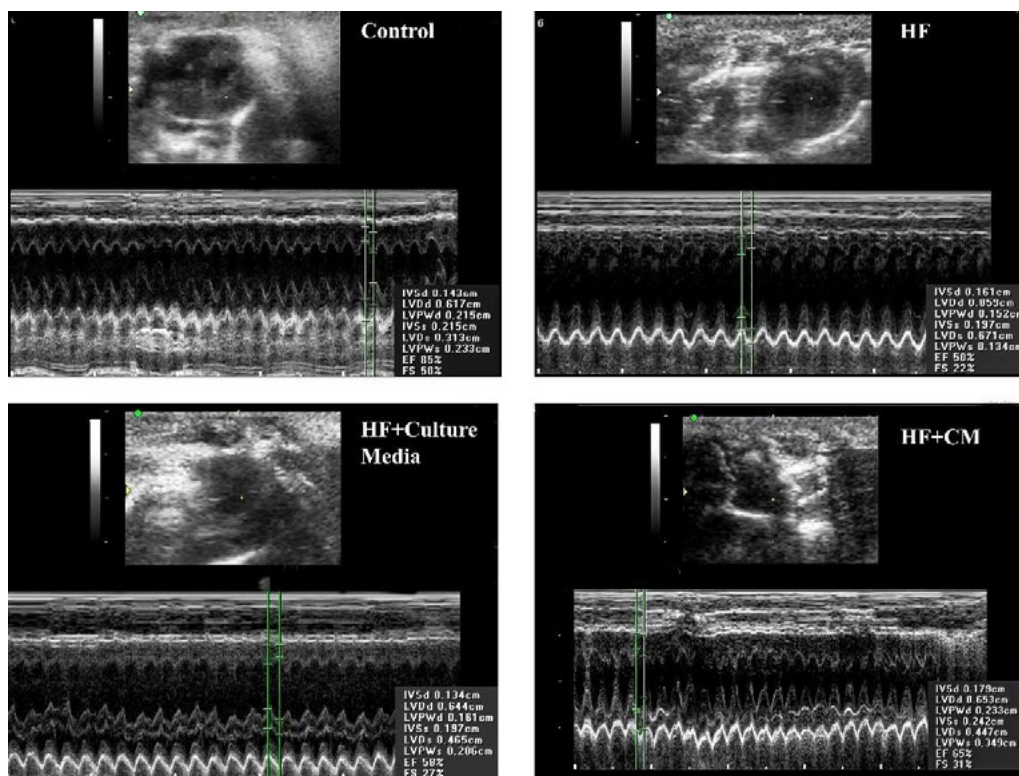 Control
IVSd 0.143cm
LVDd 0.617cm
LVPWd 0.215cm
IVSs 0.215cm
LVDs 0.313cm
LVPWs 0.233cm
EF 85%
FS 50%
6
HF
IVSd 0.161cm
LVDd 0.859cm
LVPWd 0.152cm
IVSs 0.197cm
LVDs 0.671cm
LVPWs 0.134cm
EF 50%
FS 22%
HF+Culture
Media
IVSd 0.134cm
LVDd 0.644cm
LVPWd 0.161cm
IVSs 0.197cm
LVDs 0.465cm
LVPWs 0.206cm
EF 58%
FS 27%
HF+CM
IVSd 0.179cm
LVDd 0.653cm
LVPWd 0.233cm
IVSs 0.242cm
LVDs 0.447cm
LVPWs 0.349cm
EF 65%
FS 31%